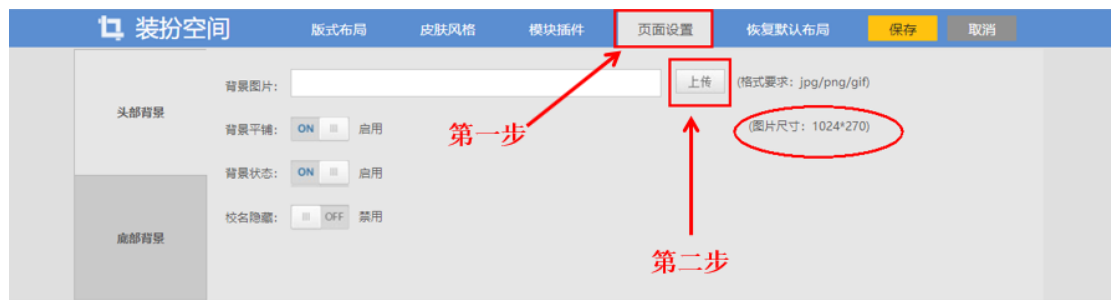 装扮空间 版式布局 皮肤风格 模块插件 页面设置 恢复默认布局 保存 取消
背景图片: 上传 (格式要求: jpg/png/gif)
头部背景
背景平铺: ON 启用 第一步 (图片尺寸: 1024*270)
背景状态: ON 启用
校名隐藏: OFF 禁用
底部背景
第二步